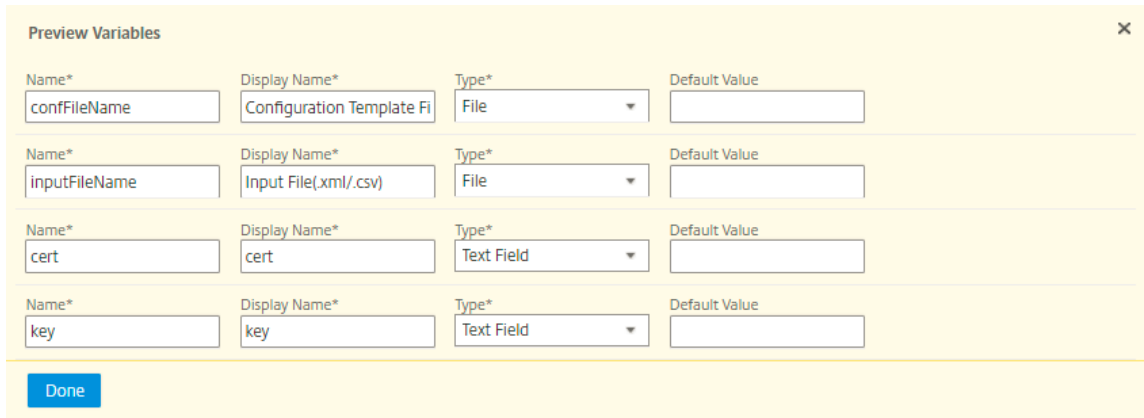 Preview Variables
Name* Display Name* Type* Default Value
confFileName Configuration Template Fi File
Name* Display Name* Type* Default Value
inputFileName Input File(.xml/.csv) File
Name* Display Name* Type* Default Value
cert cert Text Field
Name* Display Name* Type* Default Value
key key Text Field
Done